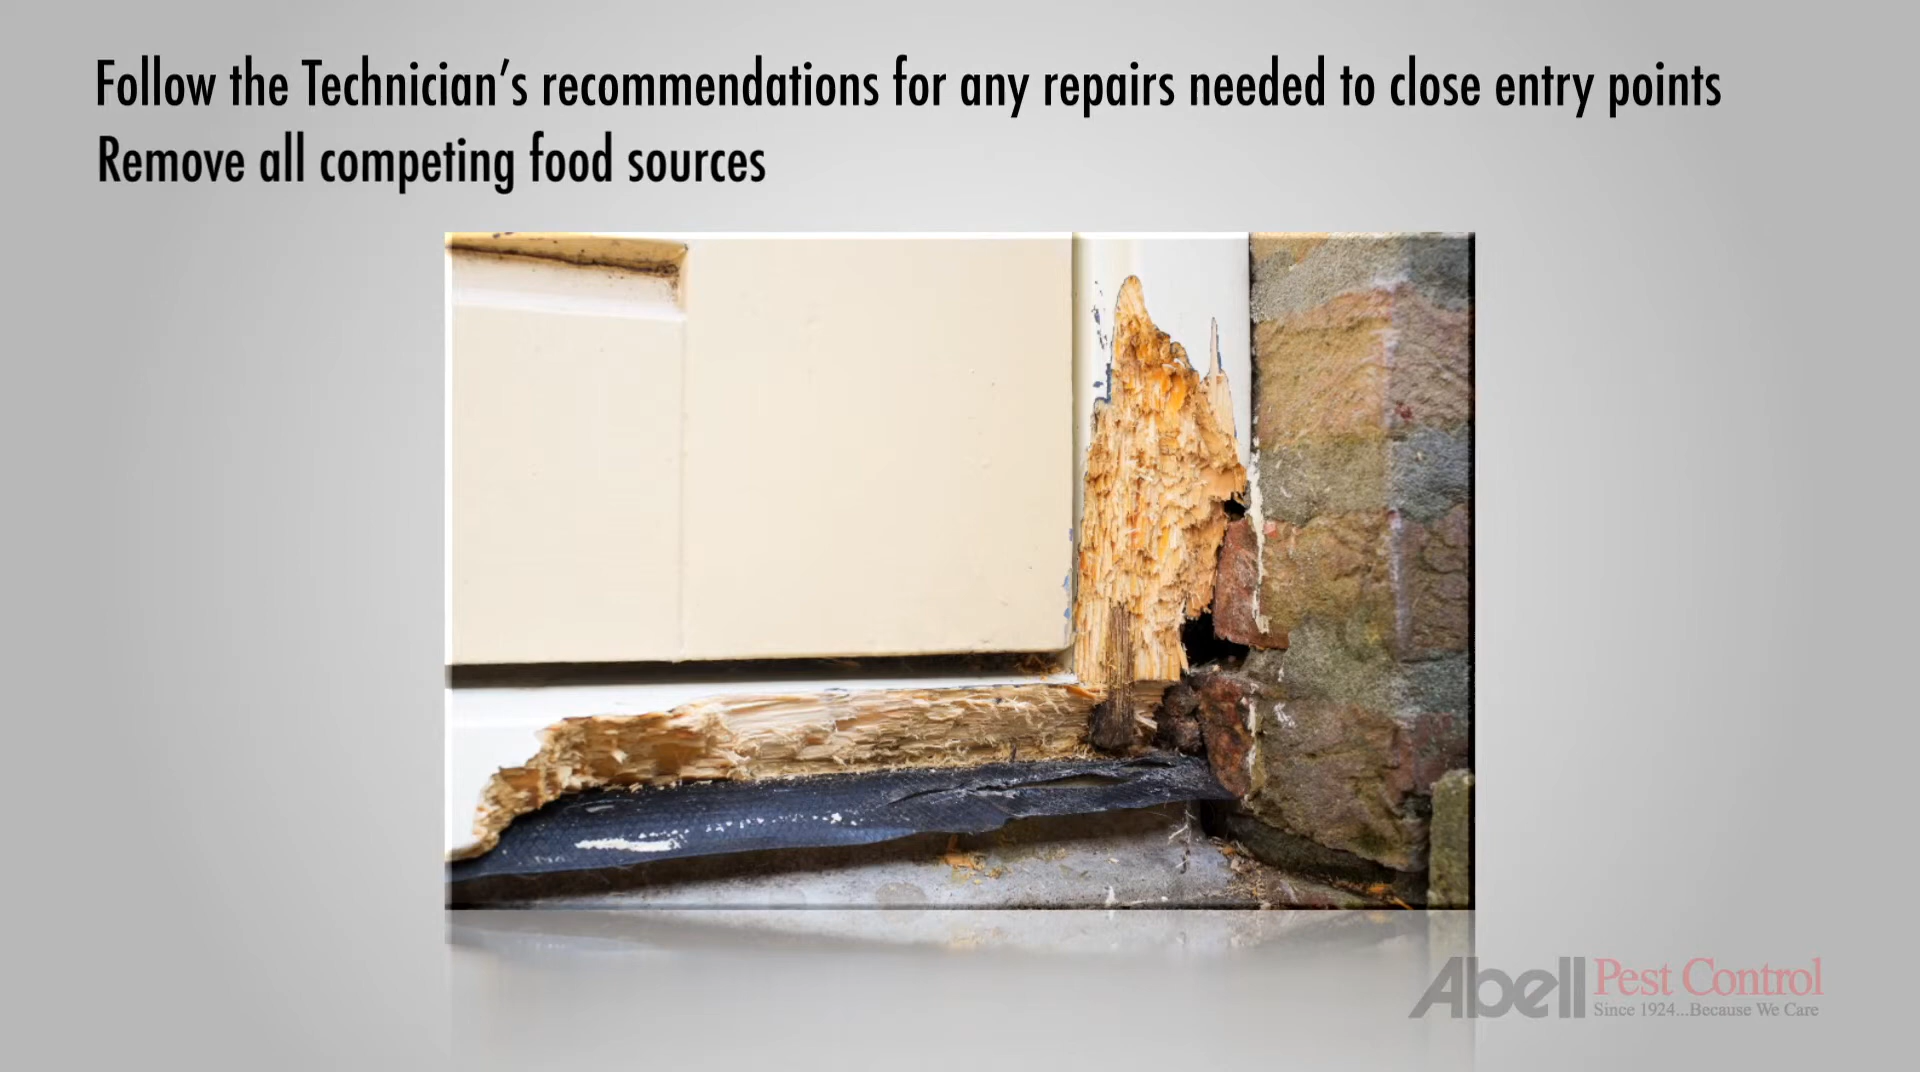 Follow the Technician's recommendations for any repairs needed to close entry points
Remove all competing food sources
Abell Pest Control
Since 1924...Because We Care